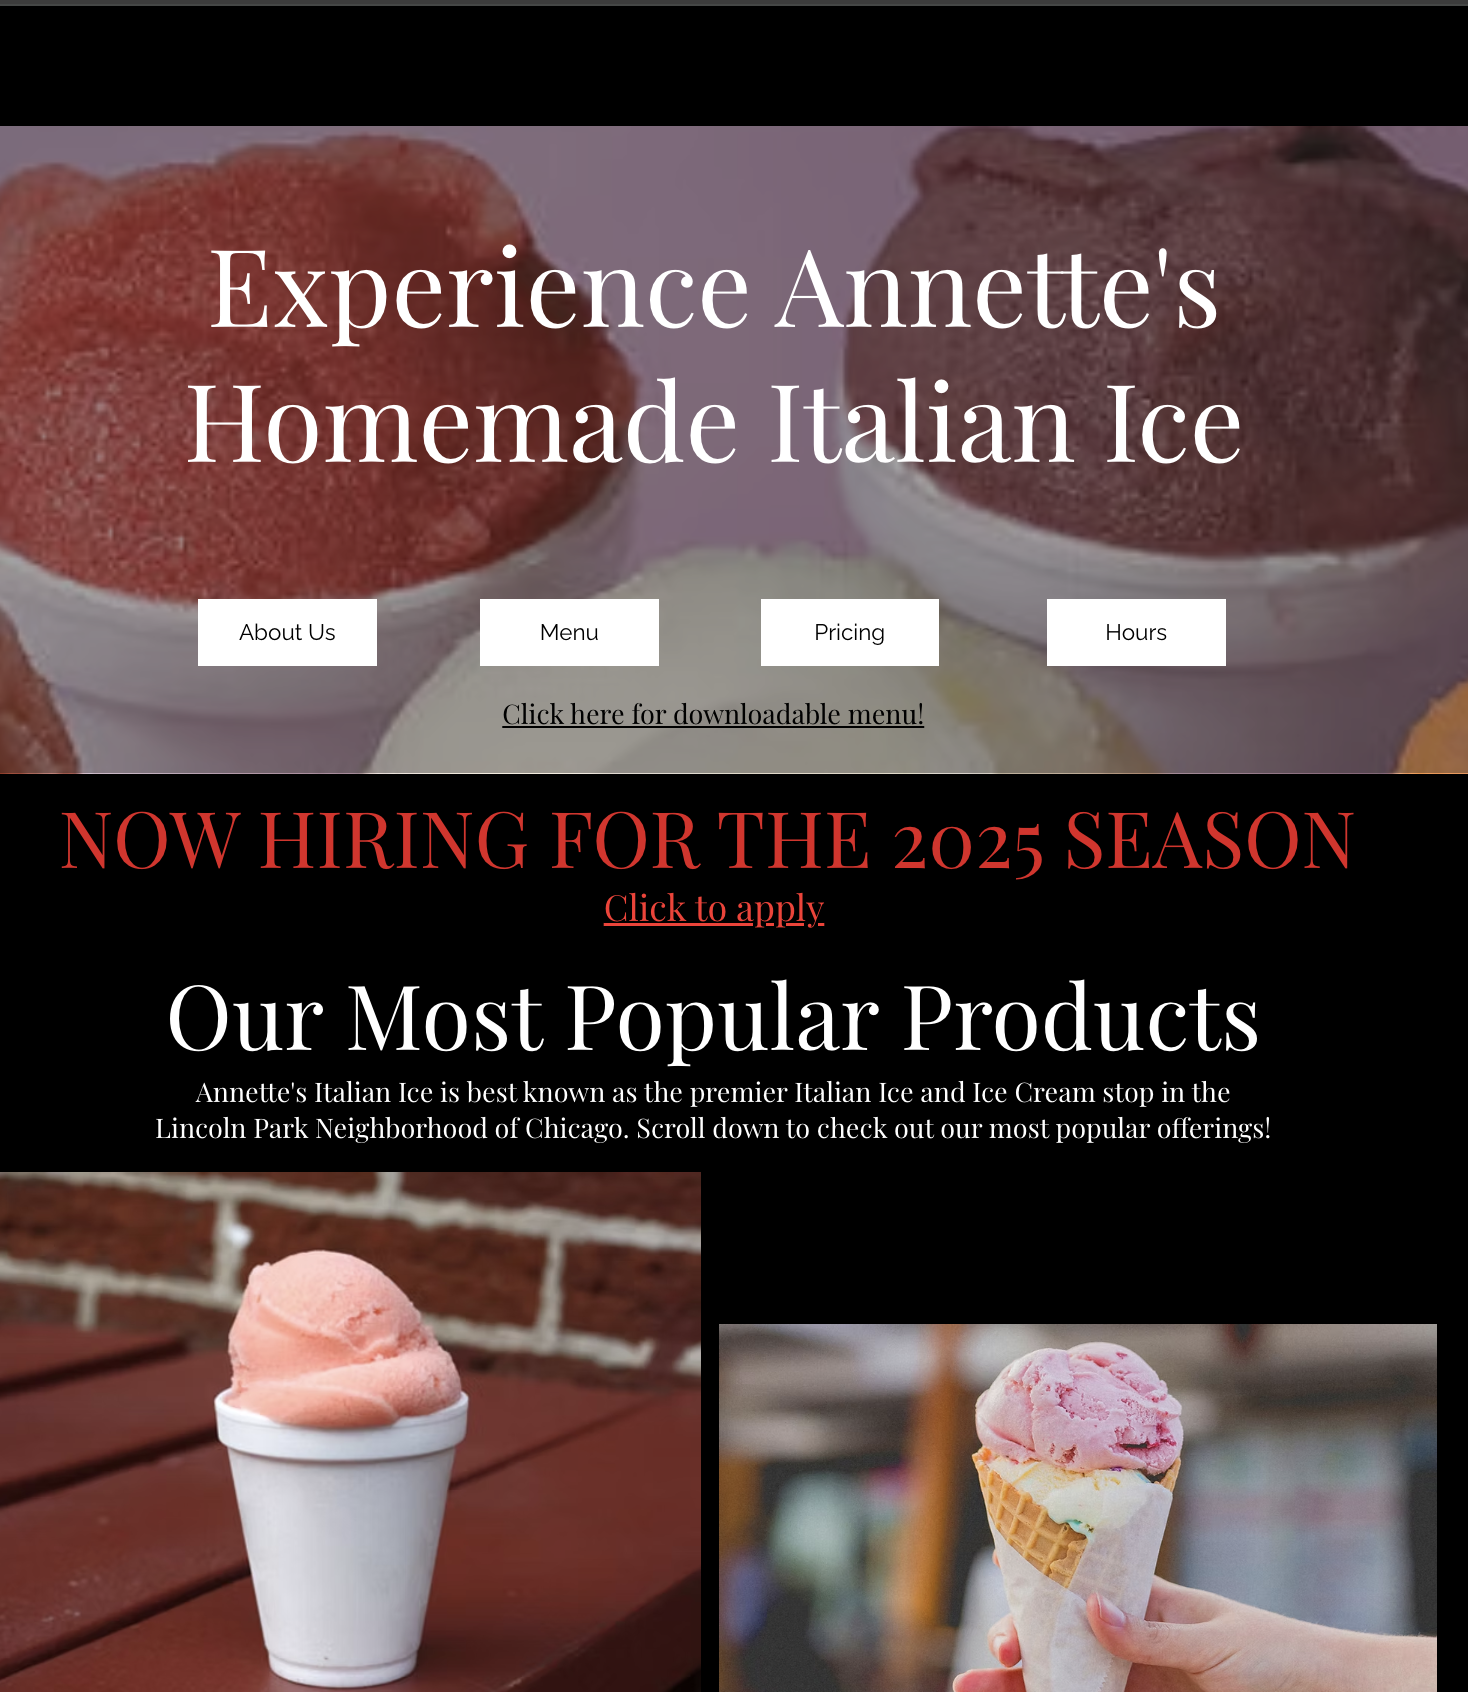 Experience Annette's
Homemade Italian Ice
About Us
Menu
Pricing
Hours
Click here for downloadable menu!
NOW HIRING FOR THE 2025 SEASON
Click to apply
Our Most Popular Products
Annette's Italian Ice is best known as the premier Italian Ice and Ice Cream stop in the
Lincoln Park Neighborhood of Chicago. Scroll down to check out our most popular offerings!